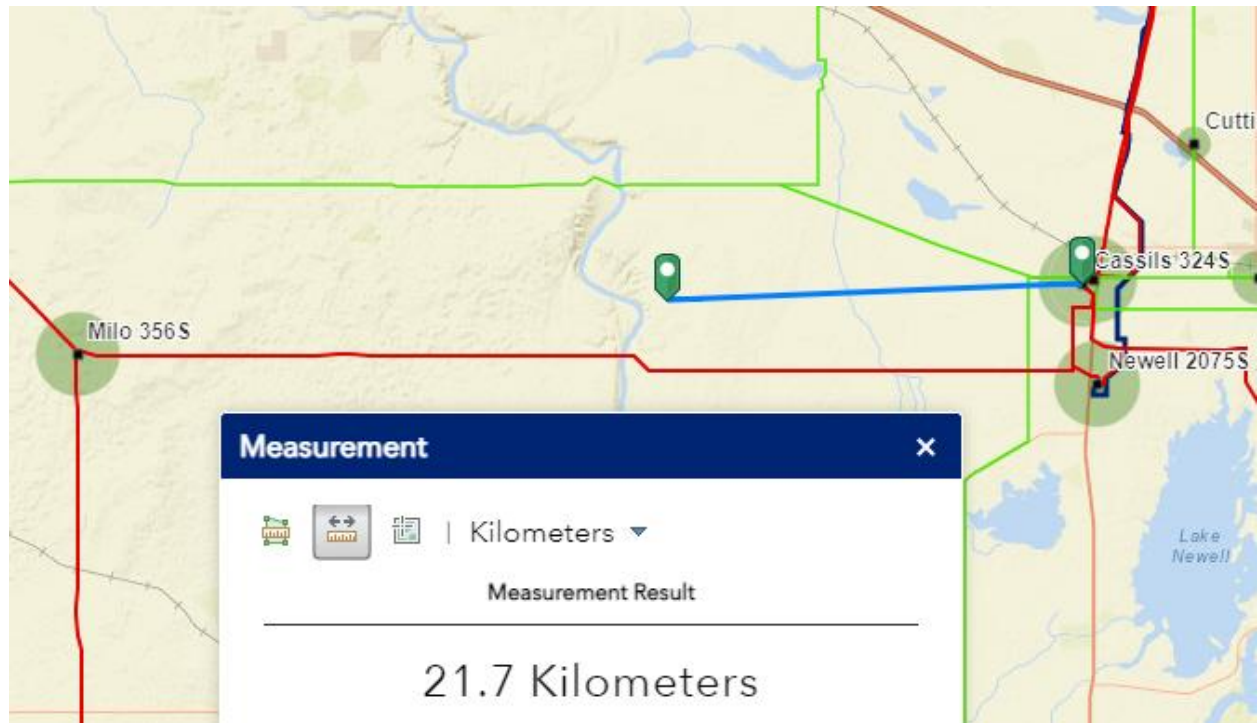 Cutti
Cassils 324S
Milo 356S
Newell 2075S
Lake
Newell
Measurement
| Kilometers
Measurement Result
21.7 Kilometers